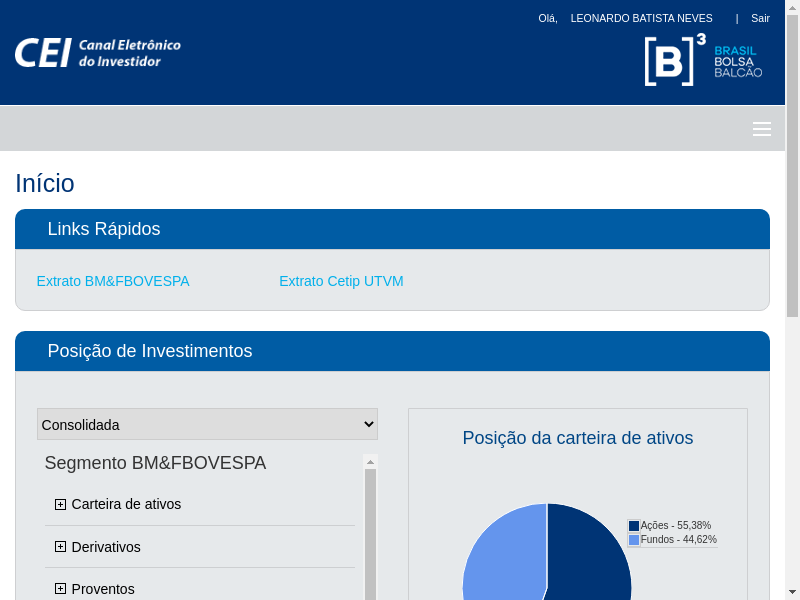 Olá, LEONARDO BATISTA NEVES | Sair
CEI Canal Eletrônico
do Investidor
[B]³ BRASIL
BOLSA
BALCÃO
Início
Links Rápidos
Extrato BM&FBOVESPA Extrato Cetip UTVM
Posição de Investimentos
Consolidada
Segmento BM&FBOVESPA
Carteira de ativos
Derivativos
Proventos
Posição da carteira de ativos
Ações - 55,38%
Fundos - 44,62%